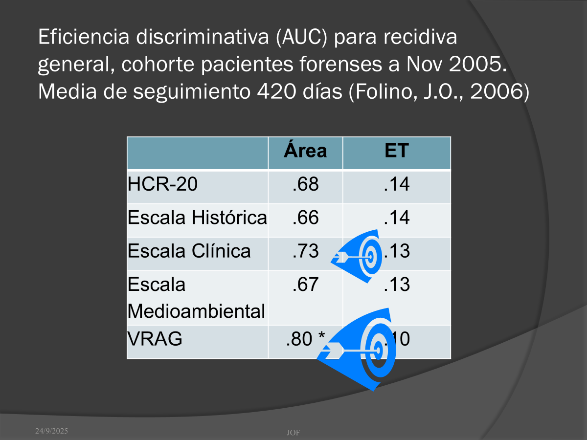 Eficiencia discriminativa (AUC) para recidiva
general, cohorte pacientes forenses a Nov 2005.
Media de seguimiento 420 días (Folino, J.O., 2006)
Área ET
HCR-20 .68 .14
Escala Histórica .66 .14
Escala Clínica .73 .13
Escala .67 .13
Medioambiental
VRAG .80 * .10
24/9/2025 JOF